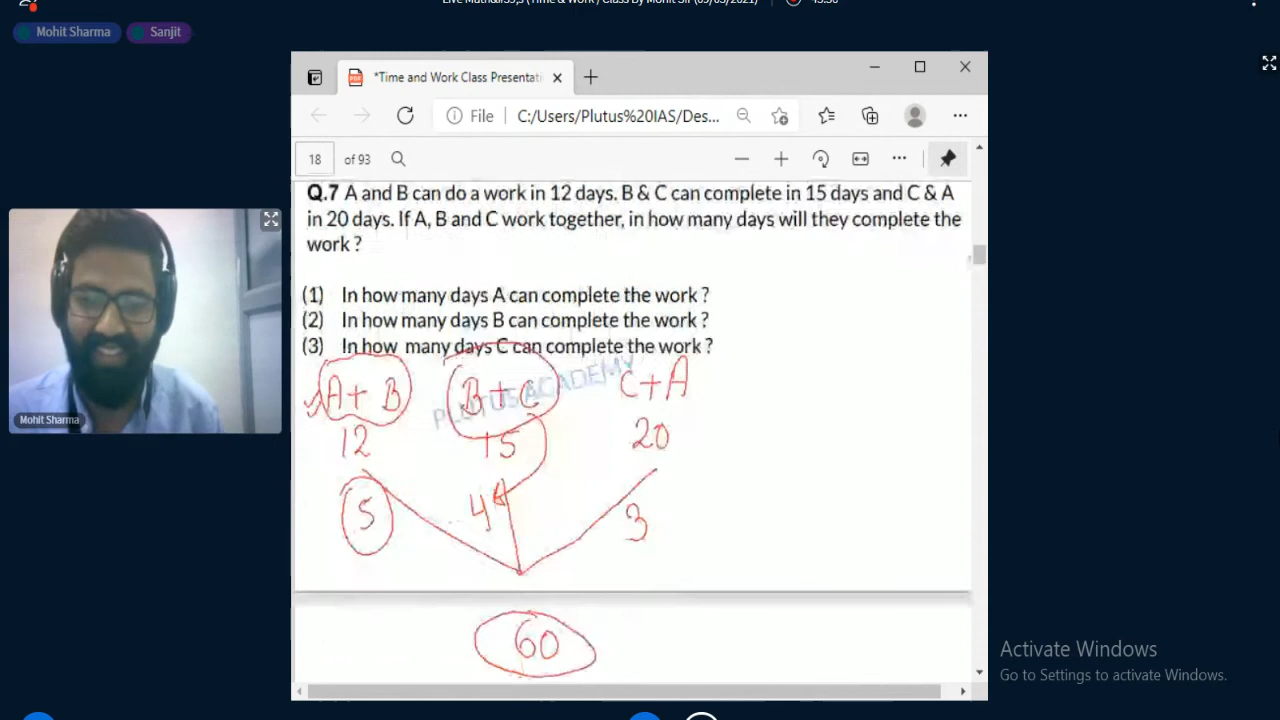 Mohit Sharma
Sanjit
*Time and Work Class Presentati
File
C:/Users/Plutus%20IAS/Des...
18 of 93
Q.7 A and B can do a work in 12 days. B & C can complete in 15 days and C & A
in 20 days. If A, B and C work together, in how many days will they complete the
work ?
(1) In how many days A can complete the work ?
(2) In how many days B can complete the work ?
(3) In how many days C can complete the work ?
PLUTUS ACADEMY
A+ B B+C C+A
12 15 20
5 4 3
60
Mohit Sharma
Activate Windows
Go to Settings to activate Windows.